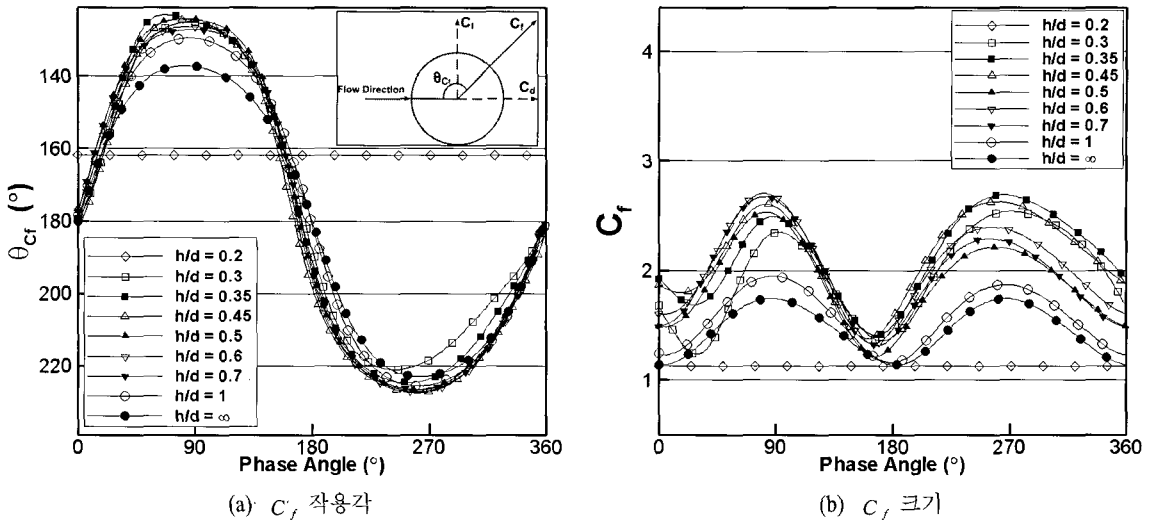 θCf (°)
140
160
180
200
220
0
90
180
270
360
Phase Angle (°)
Cl
Cf
θCf
Cd
Flow Direction
h/d = 0.2
h/d = 0.3
h/d = 0.35
h/d = 0.45
h/d = 0.5
h/d = 0.6
h/d = 0.7
h/d = 1
h/d = ∞
(a) Cf 작용각
Cf
4
3
2
1
0
90
180
270
360
Phase Angle (°)
h/d = 0.2
h/d = 0.3
h/d = 0.35
h/d = 0.45
h/d = 0.5
h/d = 0.6
h/d = 0.7
h/d = 1
h/d = ∞
(b) Cf 크기